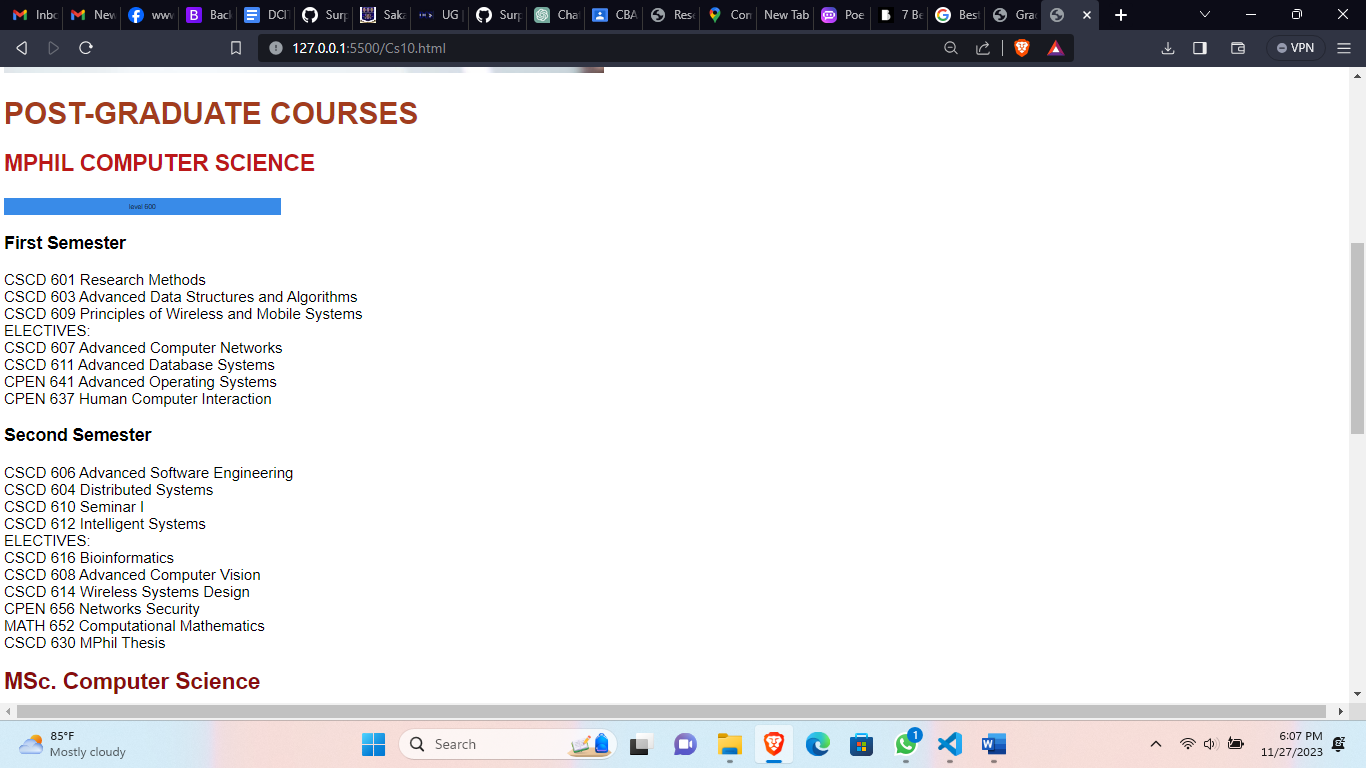 Inbo
New
www
Back
DCIT
Surp
Saka
UG |
Surp
Chat
CBA
Rese
Con
New Tab
Poe
7 Be
Best
Grac
127.0.0.1:5500/Cs10.html
VPN
POST-GRADUATE COURSES
MPHIL COMPUTER SCIENCE
level 600
First Semester
CSCD 601 Research Methods
CSCD 603 Advanced Data Structures and Algorithms
CSCD 609 Principles of Wireless and Mobile Systems
ELECTIVES:
CSCD 607 Advanced Computer Networks
CSCD 611 Advanced Database Systems
CPEN 641 Advanced Operating Systems
CPEN 637 Human Computer Interaction
Second Semester
CSCD 606 Advanced Software Engineering
CSCD 604 Distributed Systems
CSCD 610 Seminar I
CSCD 612 Intelligent Systems
ELECTIVES:
CSCD 616 Bioinformatics
CSCD 608 Advanced Computer Vision
CSCD 614 Wireless Systems Design
CPEN 656 Networks Security
MATH 652 Computational Mathematics
CSCD 630 MPhil Thesis
MSc. Computer Science
85°F
Mostly cloudy
Search
1
6:07 PM
11/27/2023